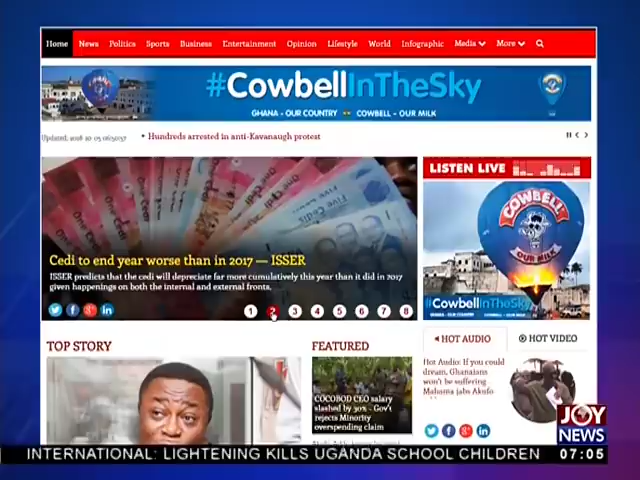 Home News Politics Sports Business Entertainment Opinion Lifestyle World Infographic Media More
#CowbellInTheSky
GHANA - OUR COUNTRY COWBELL - OUR MILK
Hundreds arrested in anti-Kavanaugh protest
LISTEN LIVE
COWBELL
OUR MILK
#CowbellInTheSky
One Cedi
Five Cedis
Cedi to end year worse than in 2017 — ISSER
ISSER predicts that the cedi will depreciate far more cumulatively this year than it did in 2017
given happenings on both the internal and external fronts.
1 2 3 4 5 6 7 8
HOT AUDIO HOT VIDEO
TOP STORY
FEATURED
COCOBOD CEO salary
slashed by 30% - Gov't
rejects Minority
overspending claim
Hot Audio: If you could
dream, Ghanaians
won't be suffering
Mahama jabs Akufo
JOY
NEWS
INTERNATIONAL: LIGHTENING KILLS UGANDA SCHOOL CHILDREN 07:05